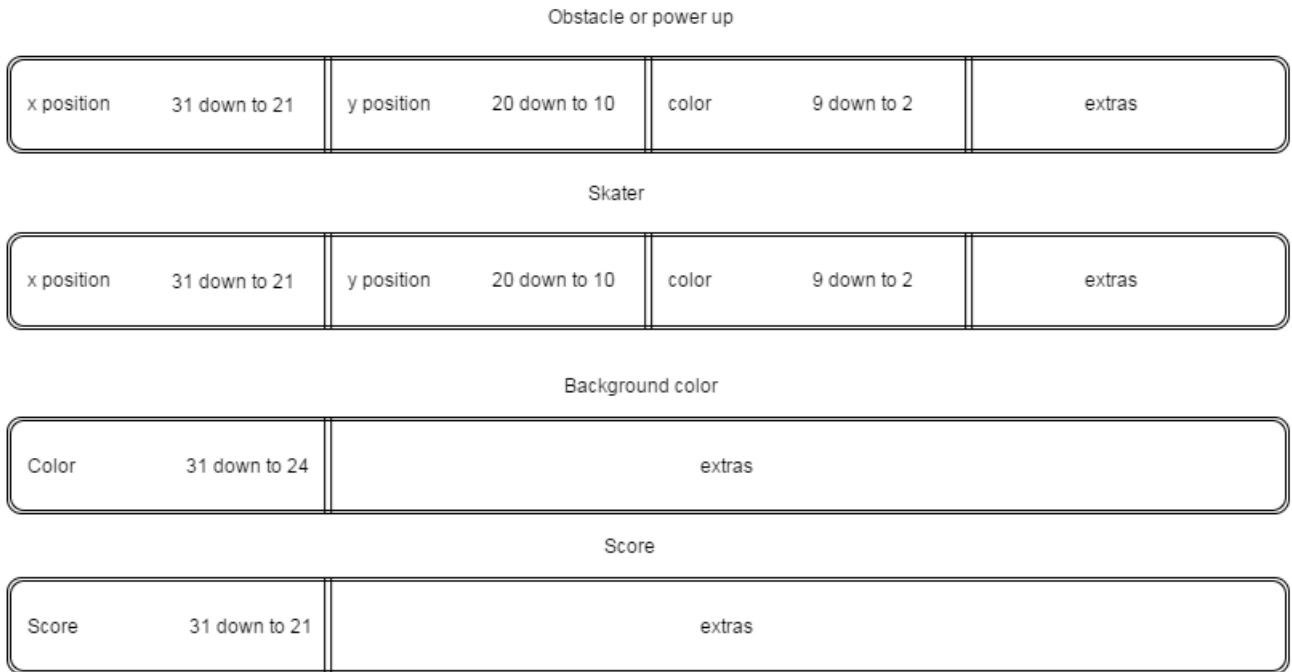 Obstacle or power up
x position 31 down to 21 y position 20 down to 10 color 9 down to 2 extras
Skater
x position 31 down to 21 y position 20 down to 10 color 9 down to 2 extras
Background color
Color 31 down to 24 extras
Score
Score 31 down to 21 extras